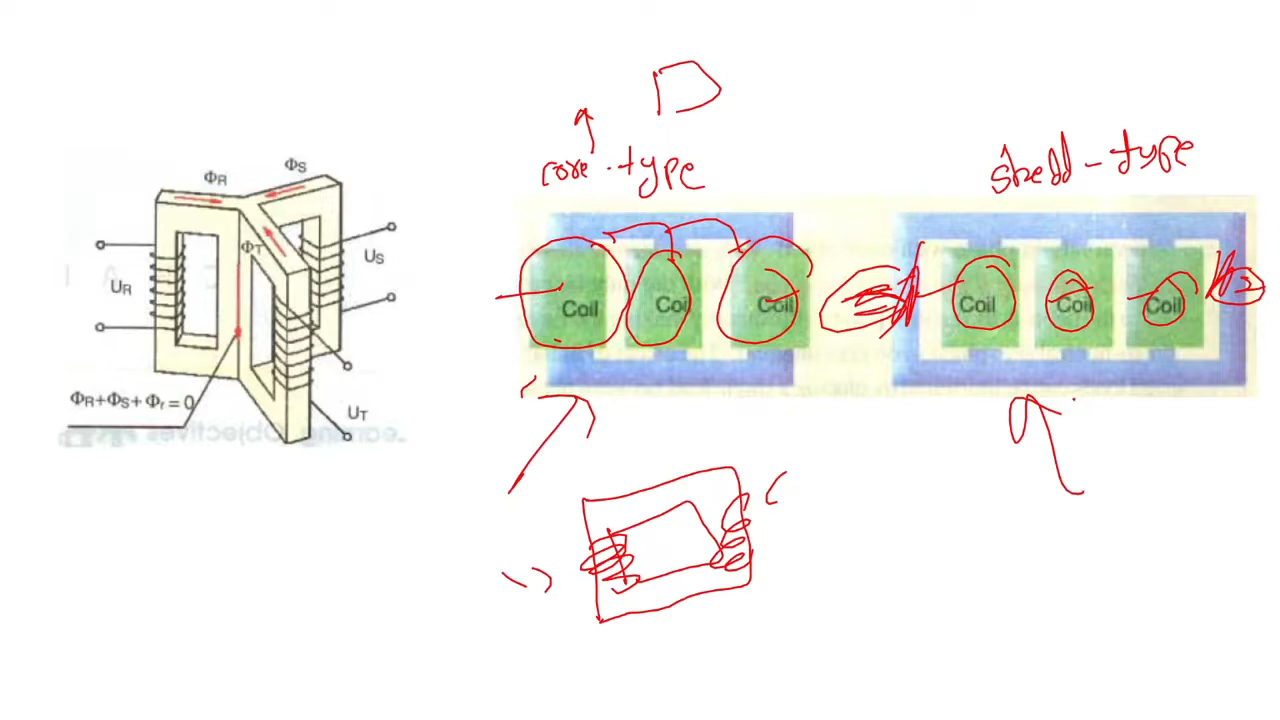 core-type
shell-type
ΦR
ΦS
ΦT
UR
US
UT
ΦR+ΦS+Φr=0
Coil
Coil
Coil
Coil
Coil
Coil